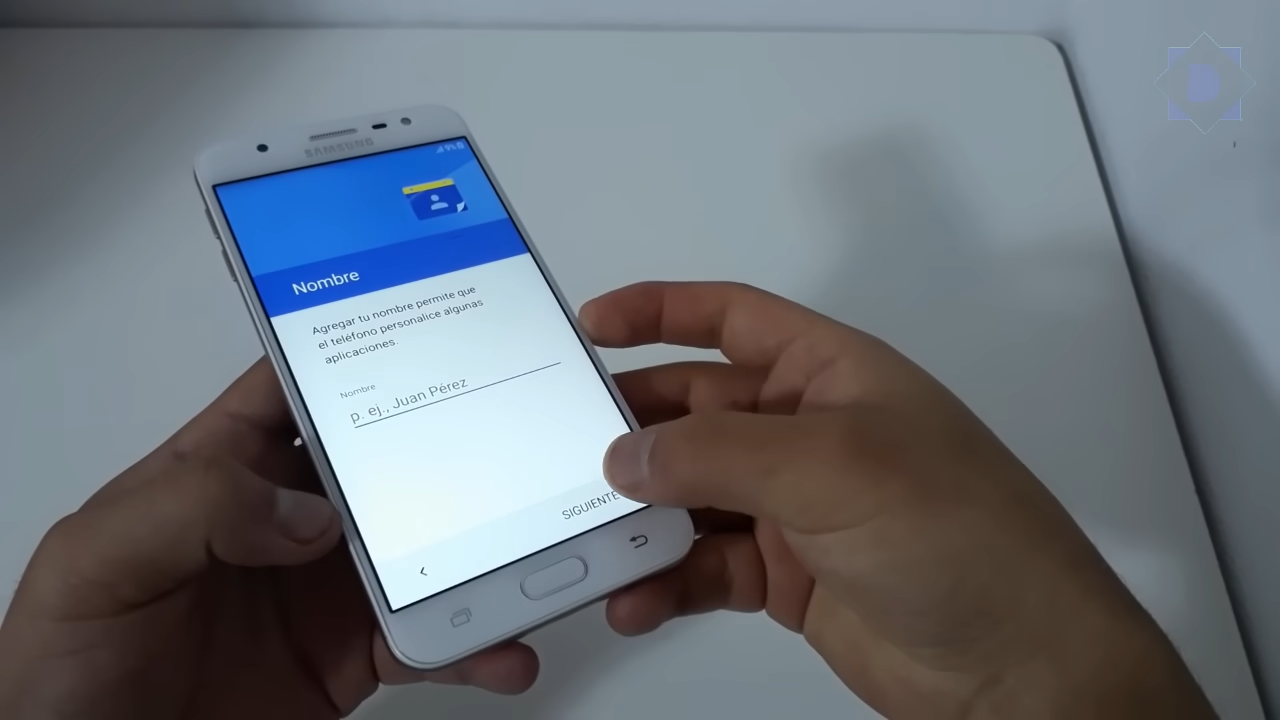 SAMSUNG
Nombre
Agregar tu nombre permite que
el teléfono personalice algunas
aplicaciones.
Nombre
p. ej., Juan Pérez
SIGUIENTE